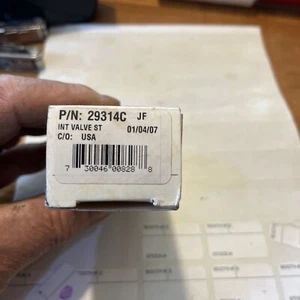 P/N: 29314C JF
INT VALVE ST 01/04/07
C/O: USA
7 30046 00828 8